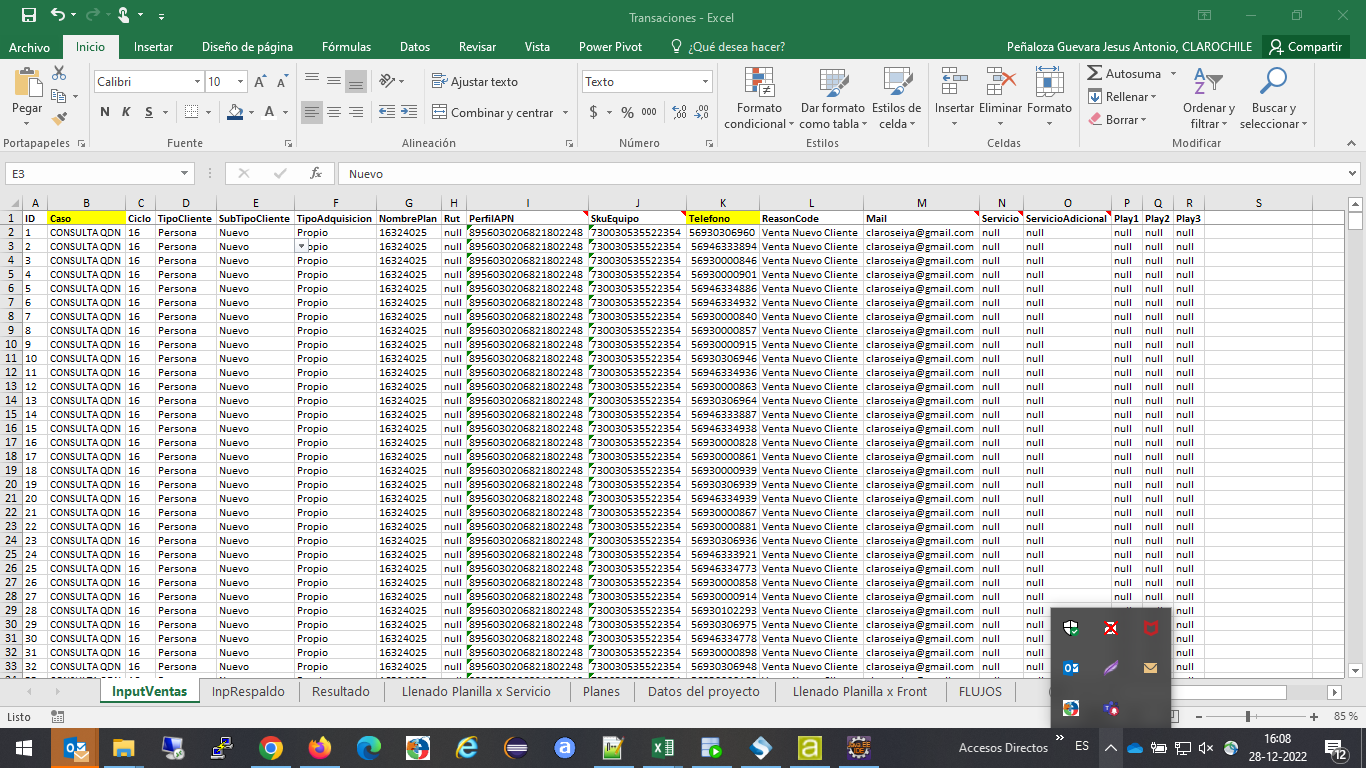 Transaciones - Excel
Archivo Inicio Insertar Diseño de página Fórmulas Datos Revisar Vista Power Pivot ¿Qué desea hacer? Peñaloza Guevara Jesus Antonio, CLAROCHILE Compartir
Pegar Calibri 10 Ajustar texto Texto Formato condicional Dar formato como tabla Estilos de celda Insertar Eliminar Formato Autosuma Rellenar Borrar Ordenar y filtrar Buscar y seleccionar
N K S A Combinar y centrar $ % 000
Portapapeles Fuente Alineación Número Estilos Celdas Modificar
E3 fx Nuevo
A B C D E F G H I J K L M N O P Q R S
1 ID Caso Ciclo TipoCliente SubTipoCliente TipoAdquisicion NombrePlan Rut PerfilAPN SkuEquipo Telefono ReasonCode Mail Servicio ServicioAdicional Play1 Play2 Play3
2 1 CONSULTA QDN 16 Persona Nuevo Propio 16324025 null 8956030206821802248 730030535522354 56930306960 Venta Nuevo Cliente claroseiya@gmail.com null null null null null
3 2 CONSULTA QDN 16 Persona Nuevo pio 16324025 null 8956030206821802248 730030535522354 56946333894 Venta Nuevo Cliente claroseiya@gmail.com null null null null null
4 3 CONSULTA QDN 16 Persona Nuevo Propio 16324025 null 8956030206821802248 730030535522354 56930000846 Venta Nuevo Cliente claroseiya@gmail.com null null null null null
5 4 CONSULTA QDN 16 Persona Nuevo Propio 16324025 null 8956030206821802248 730030535522354 56930000901 Venta Nuevo Cliente claroseiya@gmail.com null null null null null
6 5 CONSULTA QDN 16 Persona Nuevo Propio 16324025 null 8956030206821802248 730030535522354 56946334886 Venta Nuevo Cliente claroseiya@gmail.com null null null null null
7 6 CONSULTA QDN 16 Persona Nuevo Propio 16324025 null 8956030206821802248 730030535522354 56946334932 Venta Nuevo Cliente claroseiya@gmail.com null null null null null
8 7 CONSULTA QDN 16 Persona Nuevo Propio 16324025 null 8956030206821802248 730030535522354 56930000840 Venta Nuevo Cliente claroseiya@gmail.com null null null null null
9 8 CONSULTA QDN 16 Persona Nuevo Propio 16324025 null 8956030206821802248 730030535522354 56930000857 Venta Nuevo Cliente claroseiya@gmail.com null null null null null
10 9 CONSULTA QDN 16 Persona Nuevo Propio 16324025 null 8956030206821802248 730030535522354 56930000915 Venta Nuevo Cliente claroseiya@gmail.com null null null null null
11 10 CONSULTA QDN 16 Persona Nuevo Propio 16324025 null 8956030206821802248 730030535522354 56930306946 Venta Nuevo Cliente claroseiya@gmail.com null null null null null
12 11 CONSULTA QDN 16 Persona Nuevo Propio 16324025 null 8956030206821802248 730030535522354 56946334936 Venta Nuevo Cliente claroseiya@gmail.com null null null null null
13 12 CONSULTA QDN 16 Persona Nuevo Propio 16324025 null 8956030206821802248 730030535522354 56930000863 Venta Nuevo Cliente claroseiya@gmail.com null null null null null
14 13 CONSULTA QDN 16 Persona Nuevo Propio 16324025 null 8956030206821802248 730030535522354 56930306964 Venta Nuevo Cliente claroseiya@gmail.com null null null null null
15 14 CONSULTA QDN 16 Persona Nuevo Propio 16324025 null 8956030206821802248 730030535522354 56946333887 Venta Nuevo Cliente claroseiya@gmail.com null null null null null
16 15 CONSULTA QDN 16 Persona Nuevo Propio 16324025 null 8956030206821802248 730030535522354 56946334938 Venta Nuevo Cliente claroseiya@gmail.com null null null null null
17 16 CONSULTA QDN 16 Persona Nuevo Propio 16324025 null 8956030206821802248 730030535522354 56930000828 Venta Nuevo Cliente claroseiya@gmail.com null null null null null
18 17 CONSULTA QDN 16 Persona Nuevo Propio 16324025 null 8956030206821802248 730030535522354 56930000861 Venta Nuevo Cliente claroseiya@gmail.com null null null null null
19 18 CONSULTA QDN 16 Persona Nuevo Propio 16324025 null 8956030206821802248 730030535522354 56930000939 Venta Nuevo Cliente claroseiya@gmail.com null null null null null
20 19 CONSULTA QDN 16 Persona Nuevo Propio 16324025 null 8956030206821802248 730030535522354 56930306939 Venta Nuevo Cliente claroseiya@gmail.com null null null null null
21 20 CONSULTA QDN 16 Persona Nuevo Propio 16324025 null 8956030206821802248 730030535522354 56946334939 Venta Nuevo Cliente claroseiya@gmail.com null null null null null
22 21 CONSULTA QDN 16 Persona Nuevo Propio 16324025 null 8956030206821802248 730030535522354 56930000867 Venta Nuevo Cliente claroseiya@gmail.com null null null null null
23 22 CONSULTA QDN 16 Persona Nuevo Propio 16324025 null 8956030206821802248 730030535522354 56930000881 Venta Nuevo Cliente claroseiya@gmail.com null null null null null
24 23 CONSULTA QDN 16 Persona Nuevo Propio 16324025 null 8956030206821802248 730030535522354 56930306936 Venta Nuevo Cliente claroseiya@gmail.com null null null null null
25 24 CONSULTA QDN 16 Persona Nuevo Propio 16324025 null 8956030206821802248 730030535522354 56946333921 Venta Nuevo Cliente claroseiya@gmail.com null null null null null
26 25 CONSULTA QDN 16 Persona Nuevo Propio 16324025 null 8956030206821802248 730030535522354 56946334773 Venta Nuevo Cliente claroseiya@gmail.com null null null null null
27 26 CONSULTA QDN 16 Persona Nuevo Propio 16324025 null 8956030206821802248 730030535522354 56930000858 Venta Nuevo Cliente claroseiya@gmail.com null null null null null
28 27 CONSULTA QDN 16 Persona Nuevo Propio 16324025 null 8956030206821802248 730030535522354 56930000914 Venta Nuevo Cliente claroseiya@gmail.com null null null null null
29 28 CONSULTA QDN 16 Persona Nuevo Propio 16324025 null 8956030206821802248 730030535522354 56930102293 Venta Nuevo Cliente claroseiya@gmail.com null null null
30 29 CONSULTA QDN 16 Persona Nuevo Propio 16324025 null 8956030206821802248 730030535522354 56930306975 Venta Nuevo Cliente claroseiya@gmail.com null null null
31 30 CONSULTA QDN 16 Persona Nuevo Propio 16324025 null 8956030206821802248 730030535522354 56946334778 Venta Nuevo Cliente claroseiya@gmail.com null null null
32 31 CONSULTA QDN 16 Persona Nuevo Propio 16324025 null 8956030206821802248 730030535522354 56930000898 Venta Nuevo Cliente claroseiya@gmail.com null null null
33 32 CONSULTA QDN 16 Persona Nuevo Propio 16324025 null 8956030206821802248 730030535522354 56930306948 Venta Nuevo Cliente claroseiya@gmail.com null null null
InputVentas InpRespaldo Resultado Llenado Planilla x Servicio Planes Datos del proyecto Llenado Planilla x Front FLUJOS
Listo 85 %
Accesos Directos ES 16:08
28-12-2022 12